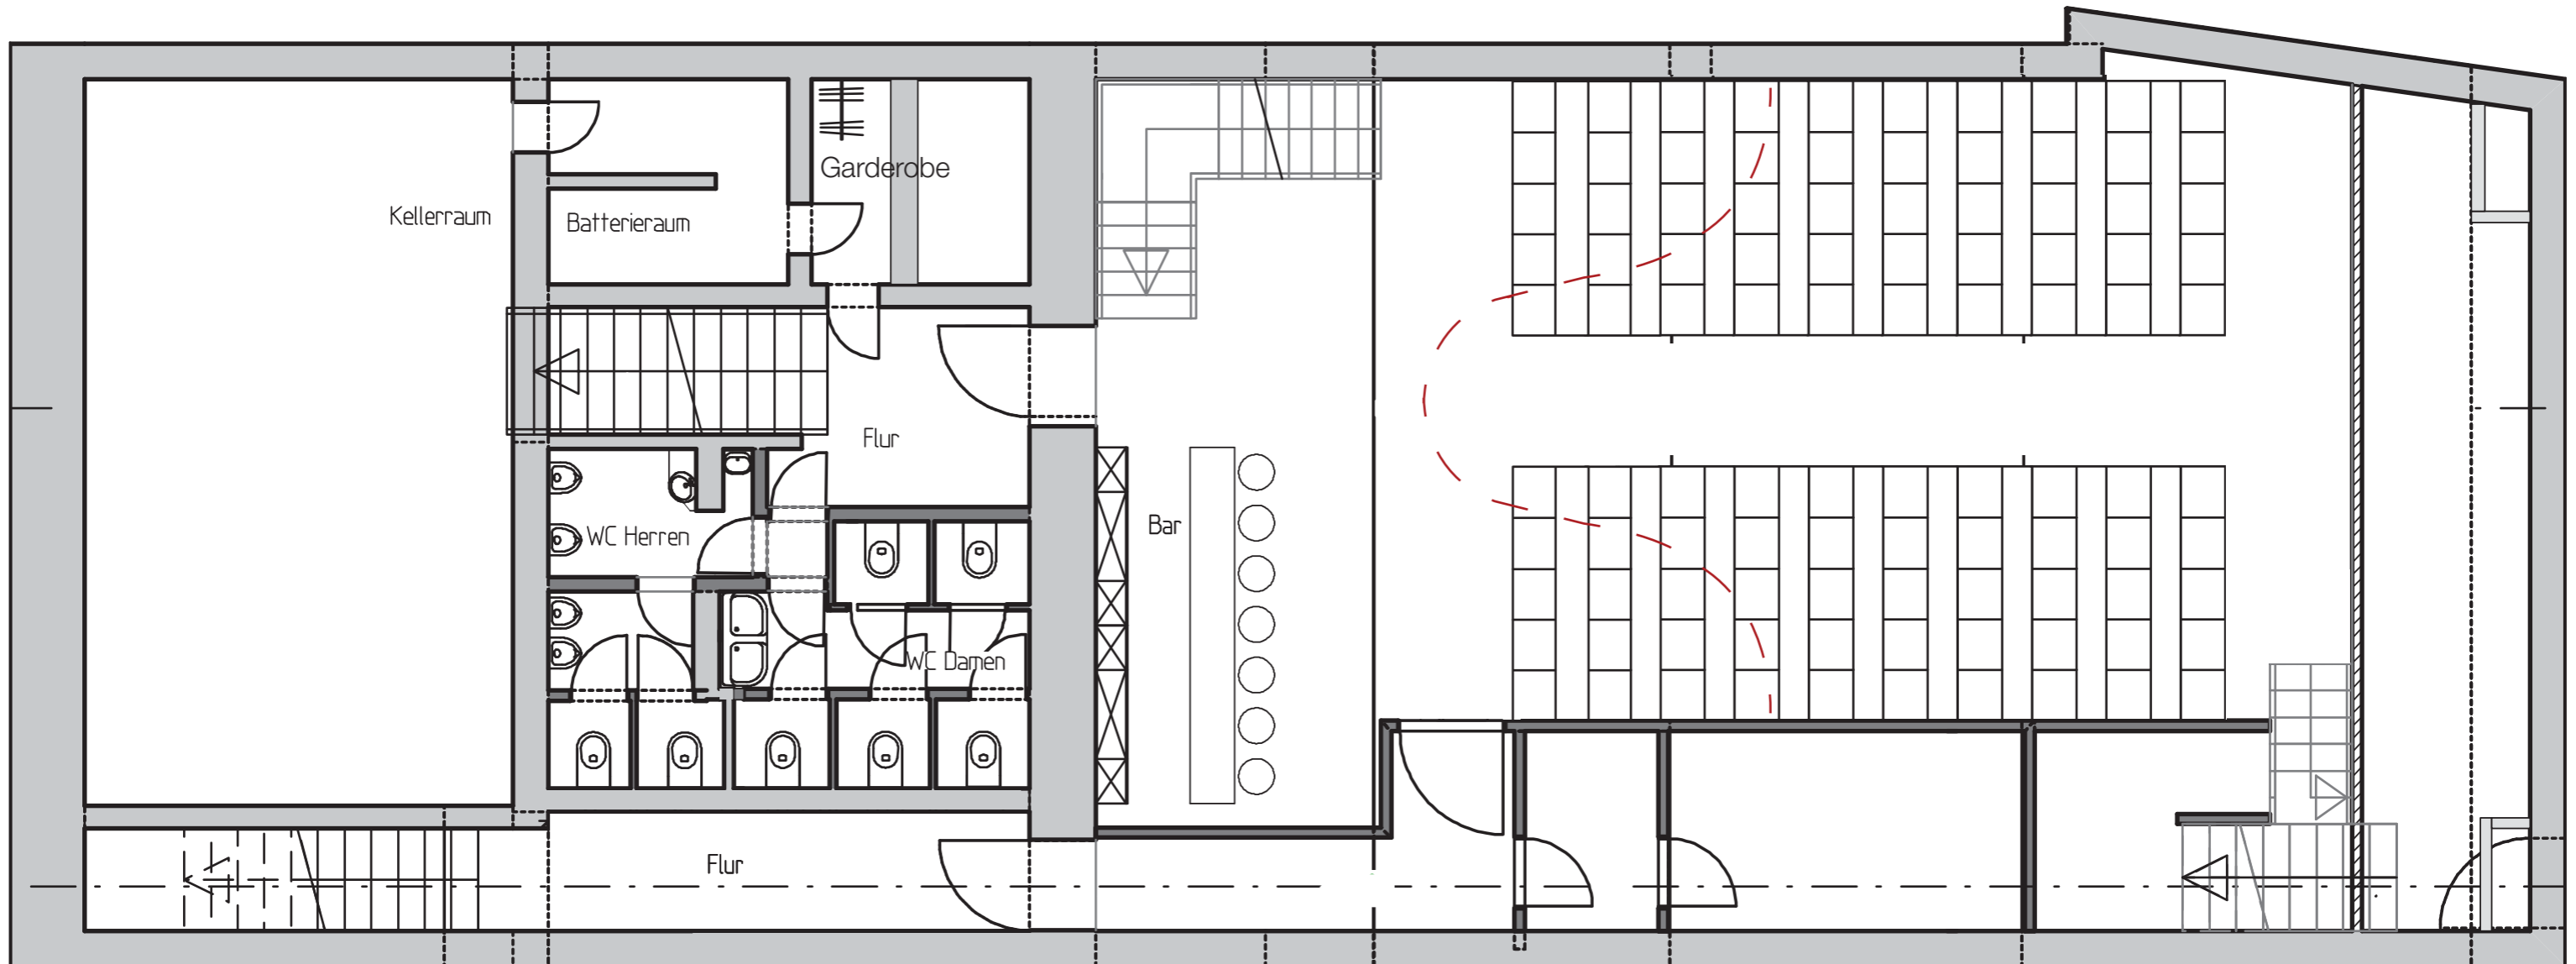 Garderobe
Kellerraum
Batterieraum
Flur
WC Herren
Bar
WC Damen
Flur